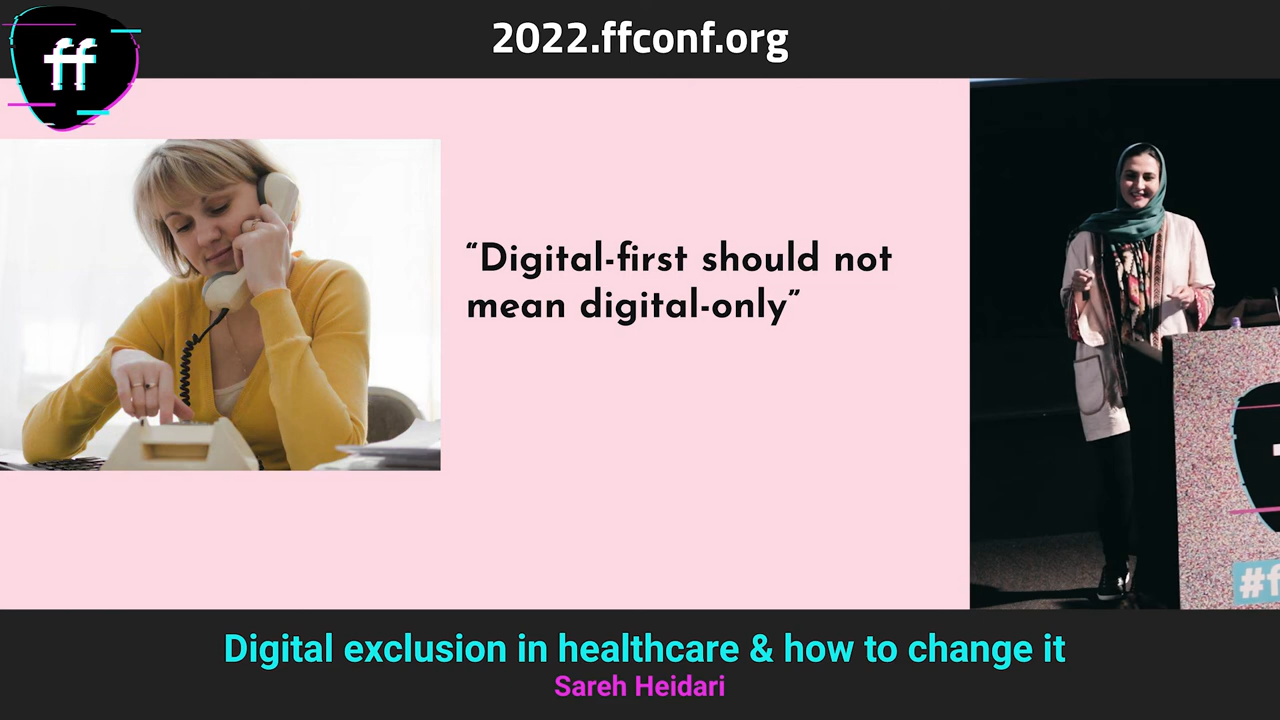 2022.ffconf.org
ff
“Digital-first should not
mean digital-only”
#f
Digital exclusion in healthcare & how to change it
Sareh Heidari